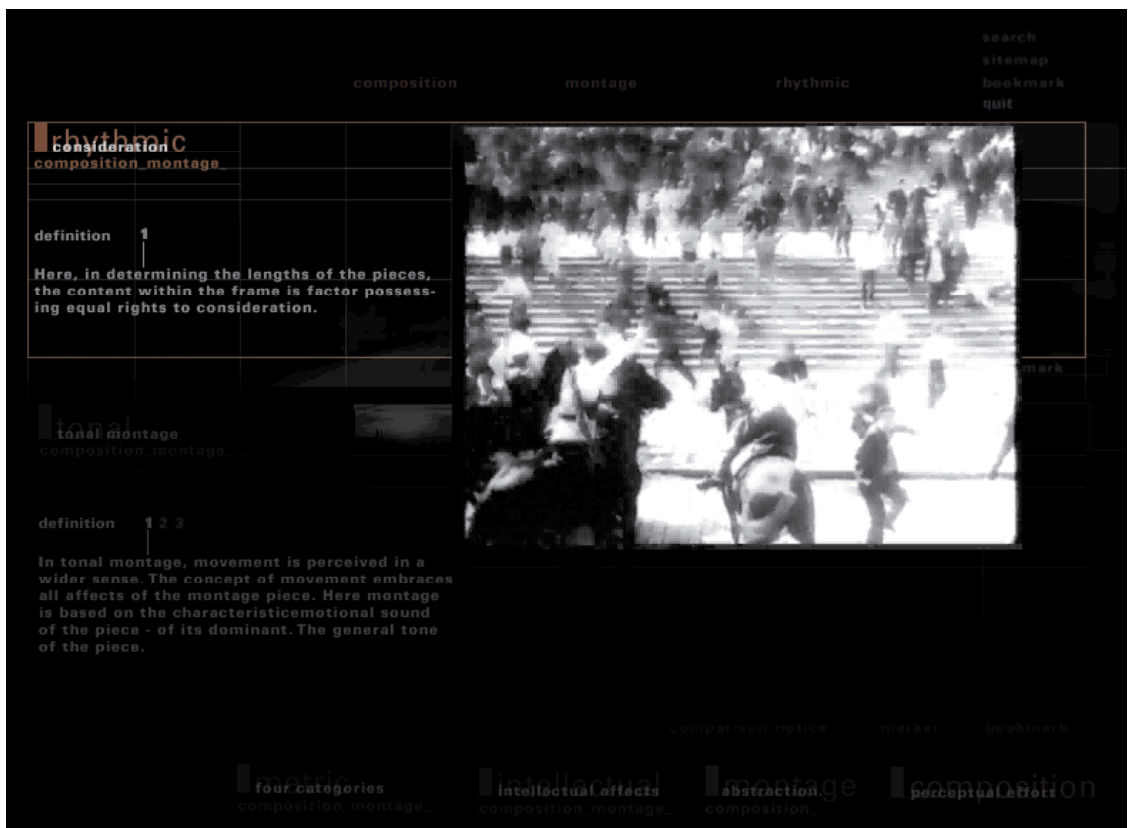 search
sitemap
composition montage rhythmic bookmark
quit
rhythmic
consideration
composition_montage_
definition 1
Here, in determining the lengths of the pieces,
the content within the frame is factor possess-
ing equal rights to consideration.
mark
tonal
tonal montage
composition_montage_
definition 1 2 3
In tonal montage, movement is perceived in a
wider sense. The concept of movement embraces
all affects of the montage piece. Here montage
is based on the characteristicemotional sound
of the piece - of its dominant. The general tone
of the piece.
comparison notice marker bookmark
metric intellectual montage composition
four categories intellectual affects abstraction. perceptual effort
composition_montage_ composition_montage_ composition_